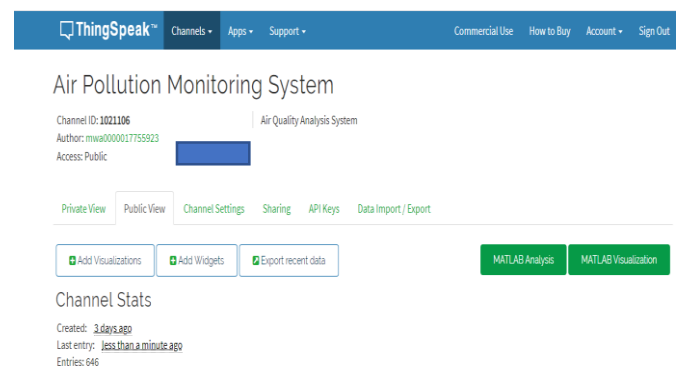 ThingSpeak™ Channels Apps Support Commercial Use How to Buy Account Sign Out
Air Pollution Monitoring System
Channel ID: 1021106 Air Quality Analysis System
Author: mwa0000017755923
Access: Public
Private View Public View Channel Settings Sharing API Keys Data Import / Export
Add Visualizations Add Widgets Export recent data MATLAB Analysis MATLAB Visualization
Channel Stats
Created: 3 days ago
Last entry: less than a minute ago
Entries: 646